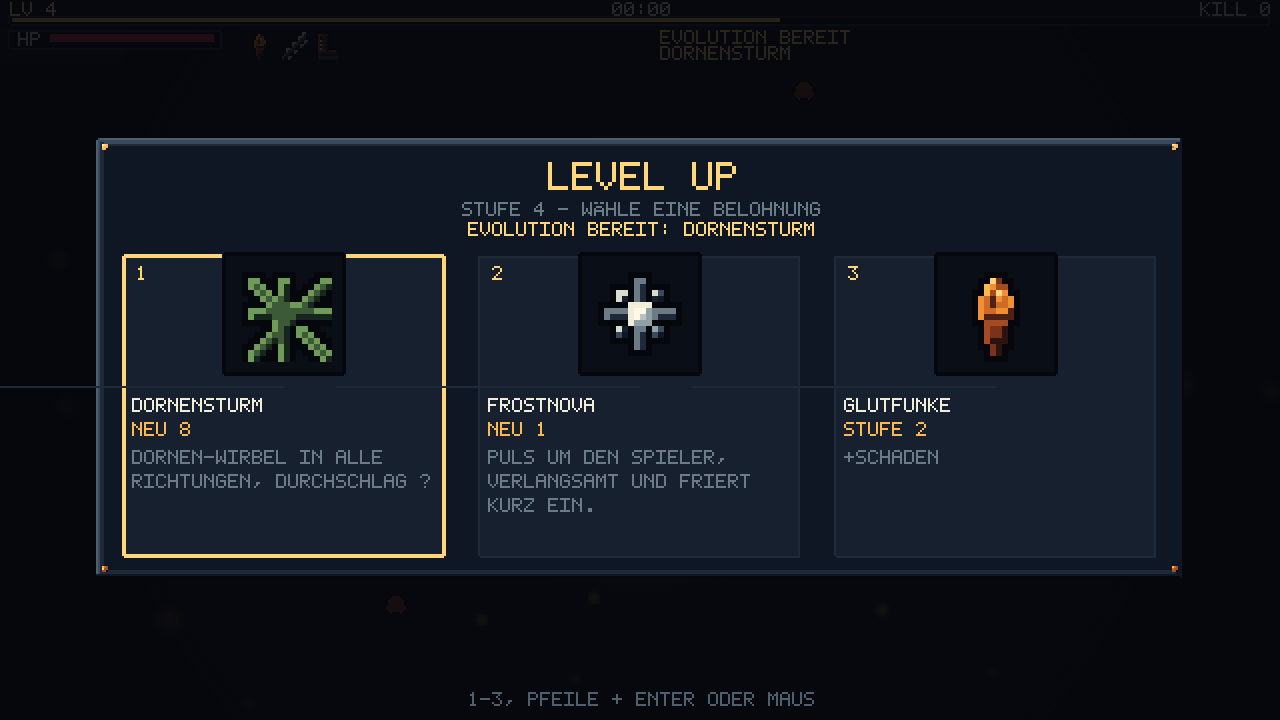 LV 4
00:00
KILL 0
HP
EVOLUTION BEREIT
DORNENSTURM
LEVEL UP
STUFE 4 - WÄHLE EINE BELOHNUNG
EVOLUTION BEREIT: DORNENSTURM
1
DORNENSTURM
NEU 8
DORNEN-WIRBEL IN ALLE
RICHTUNGEN, DURCHSCHLAG ?
2
FROSTNOVA
NEU 1
PULS UM DEN SPIELER,
VERLANGSAMT UND FRIERT
KURZ EIN.
3
GLUTFUNKE
STUFE 2
+SCHADEN
1-3, PFEILE + ENTER ODER MAUS